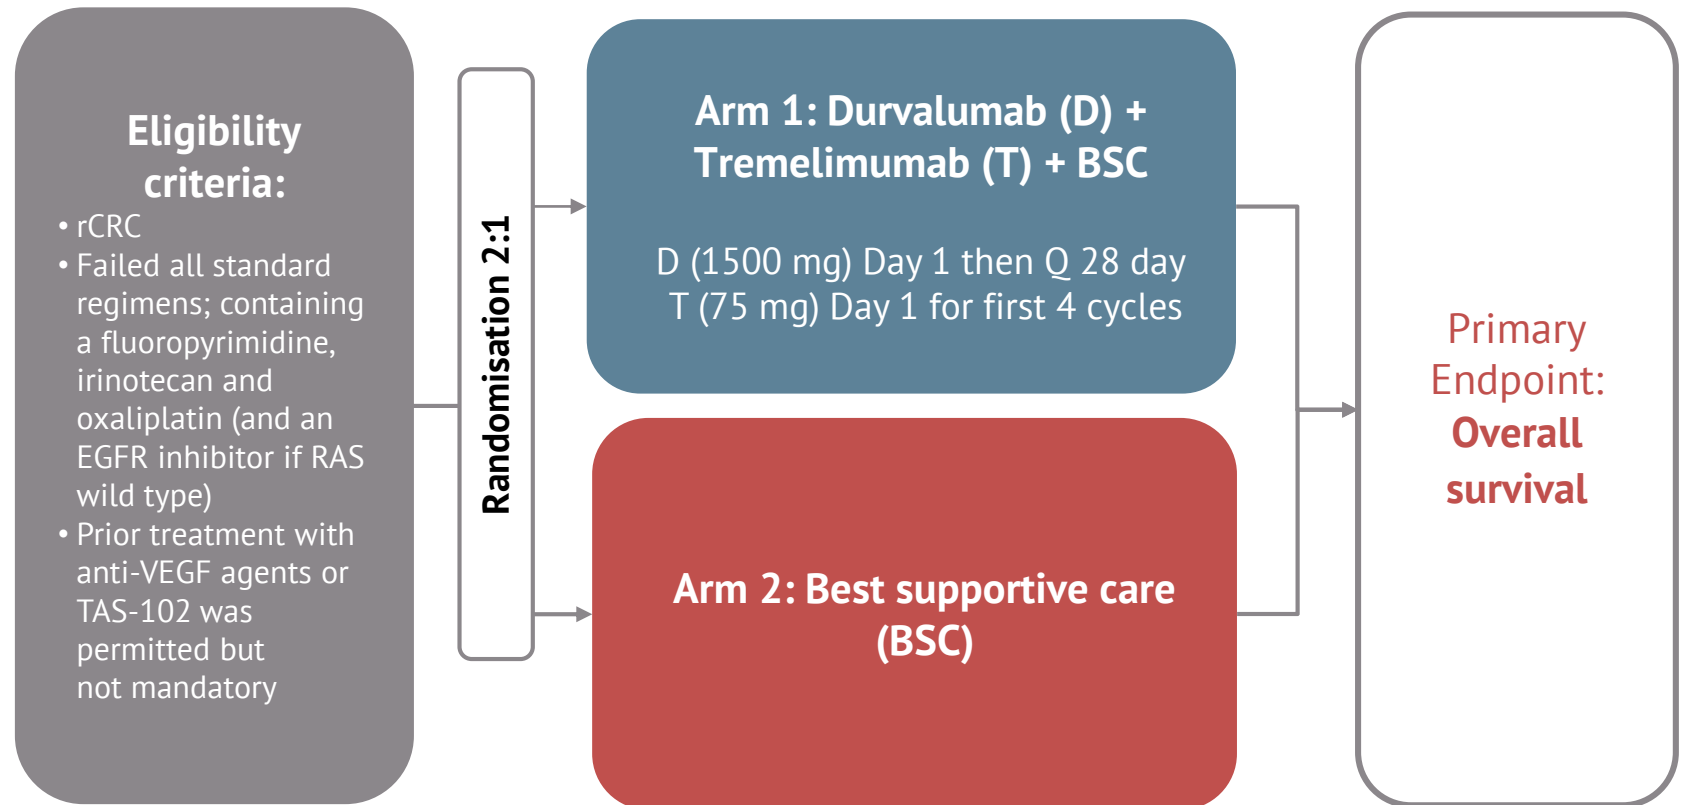 Eligibility
criteria:
• rCRC
• Failed all standard
regimens; containing
a fluoropyrimidine,
irinotecan and
oxaliplatin (and an
EGFR inhibitor if RAS
wild type)
• Prior treatment with
anti-VEGF agents or
TAS-102 was
permitted but
not mandatory
Randomisation 2:1
Arm 1: Durvalumab (D) +
Tremelimumab (T) + BSC
D (1500 mg) Day 1 then Q 28 day
T (75 mg) Day 1 for first 4 cycles
Arm 2: Best supportive care
(BSC)
Primary
Endpoint:
Overall
survival